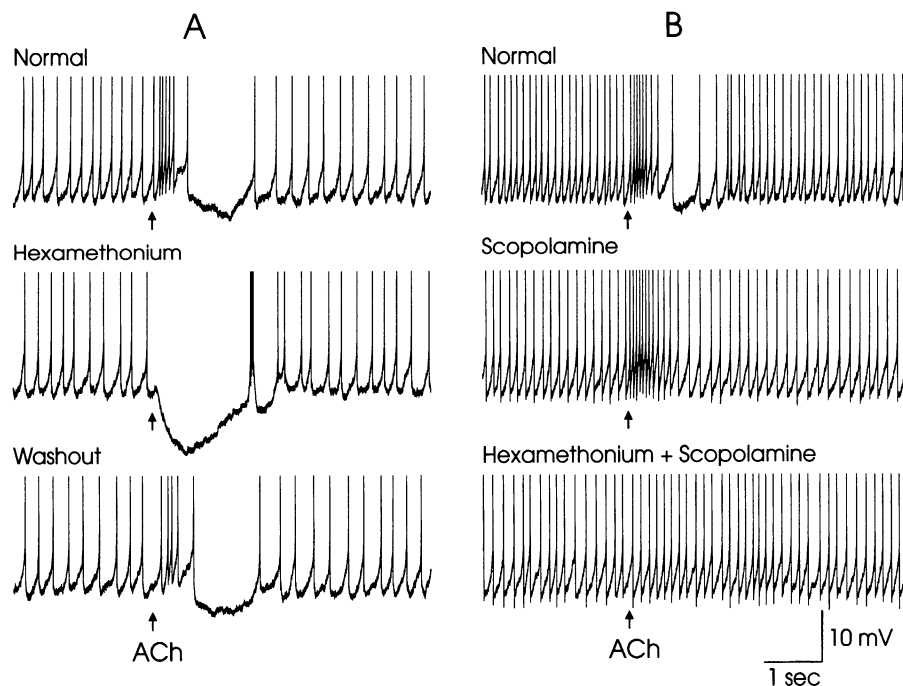 A
Normal
Hexamethonium
Washout
ACh
B
Normal
Scopolamine
Hexamethonium + Scopolamine
ACh
10 mV
1 sec